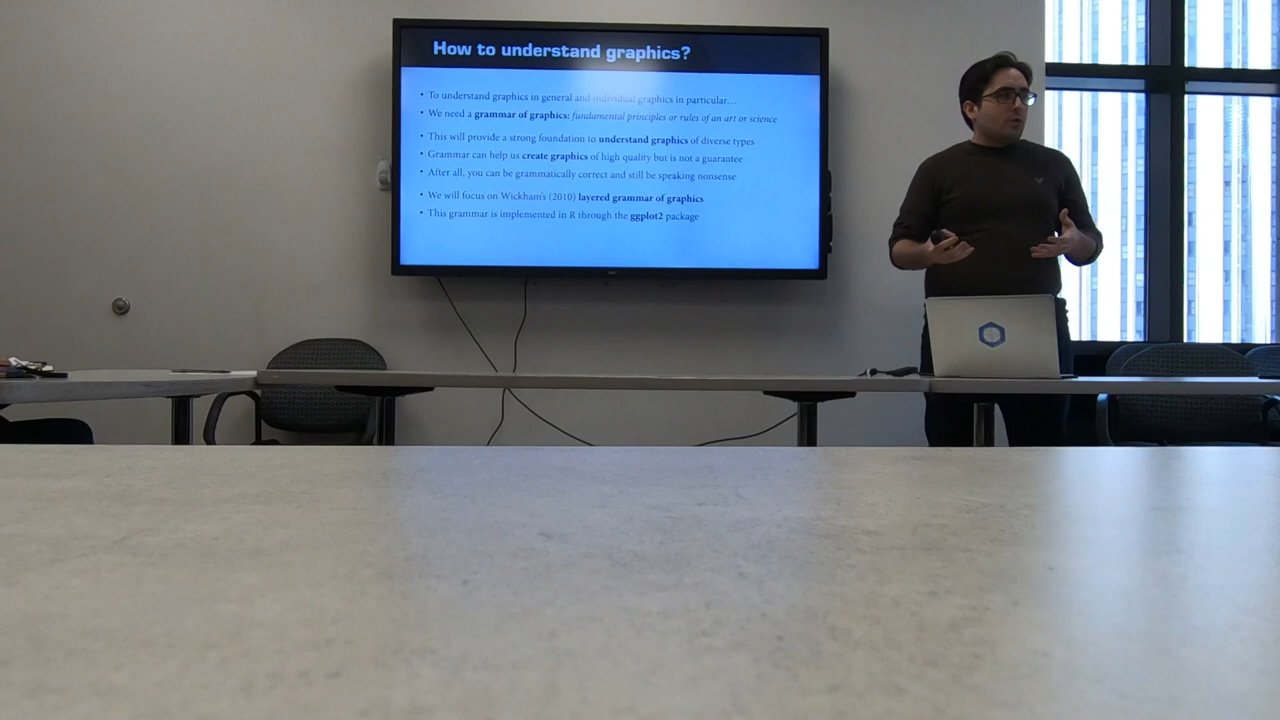 How to understand graphics?
• To understand graphics in general and individual graphics in particular…
• We need a grammar of graphics: fundamental principles or rules of an art or science
• This will provide a strong foundation to understand graphics of diverse types
• Grammar can help us create graphics of high quality but is not a guarantee
• After all, you can be grammatically correct and still be speaking nonsense
• We will focus on Wickham's (2010) layered grammar of graphics
• This grammar is implemented in R through the ggplot2 package